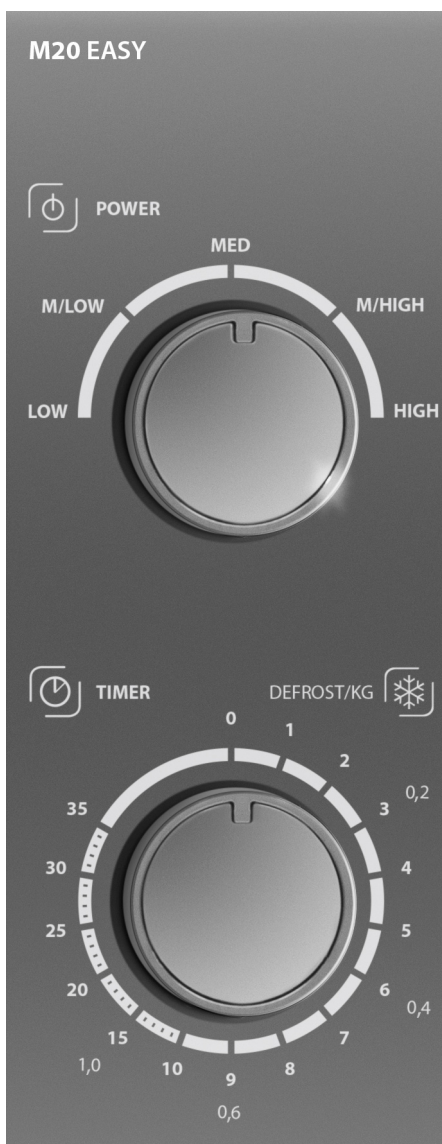 M20 EASY
POWER
MED
M/LOW M/HIGH
LOW HIGH
TIMER DEFROST/KG
0
1
2
35 3 0,2
30 4
25 5
20 6
0,4
15 7
1,0 10 8
9
0,6